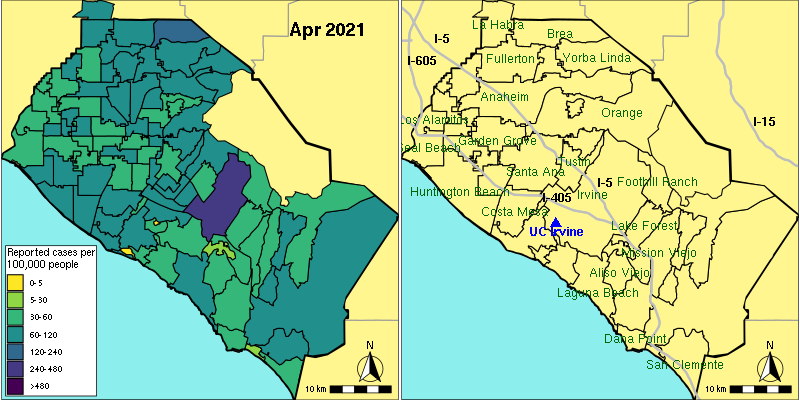 Apr 2021
Reported cases per
100,000 people
0-5
5-30
30-60
60-120
120-240
240-480
>480
N
10 km
La Habra
Brea
I-5
I-605
Fullerton
Yorba Linda
Anaheim
Orange
I-15
Los Alamitos
Garden Grove
Seal Beach
Tustin
Santa Ana
I-5
Foothill Ranch
Huntington Beach
I-405
Irvine
Costa Mesa
UC Irvine
Lake Forest
Mission Viejo
Aliso Viejo
Laguna Beach
Dana Point
San Clemente
N
10 km